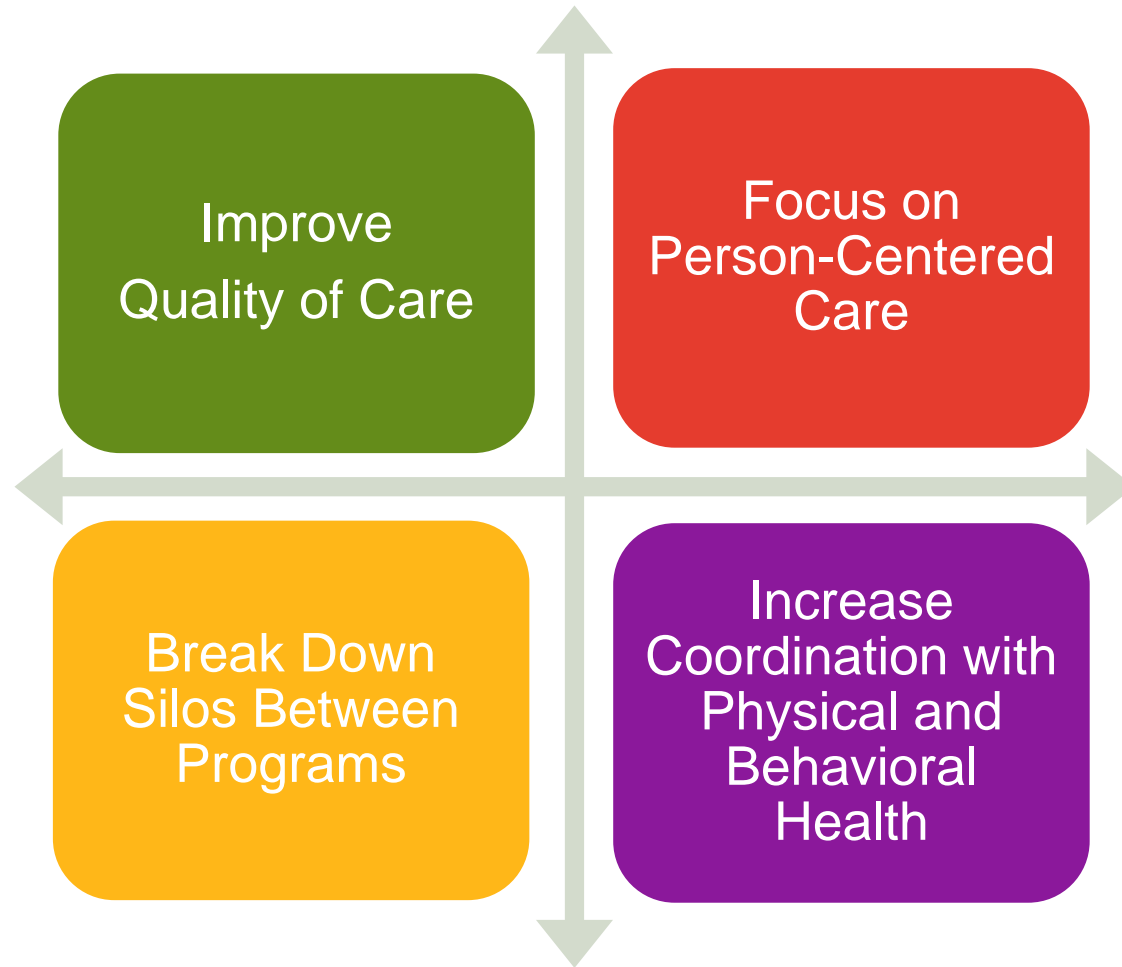 Improve
Quality of Care
Focus on
Person-Centered
Care
Break Down
Silos Between
Programs
Increase
Coordination with
Physical and
Behavioral
Health